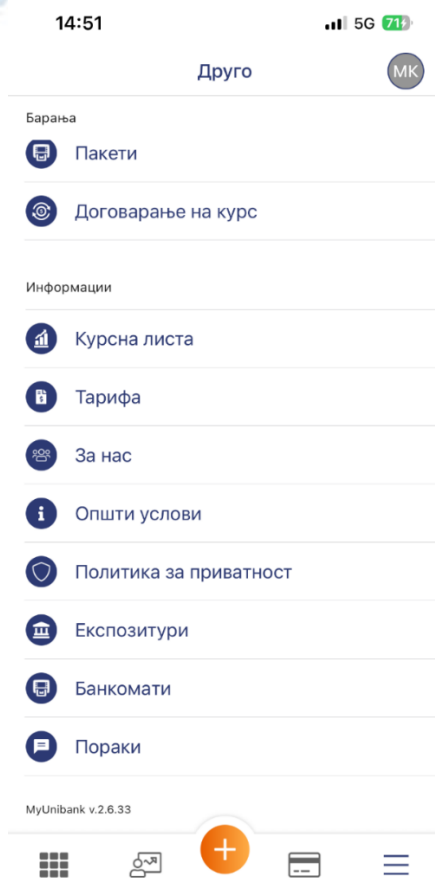 14:51
5G 71
Друго
МК
Барања
Пакети
Договарање на курс
Информации
Курсна листа
Тарифа
За нас
Општи услови
Политика за приватност
Експозитури
Банкомати
Пораки
MyUnibank v.2.6.33